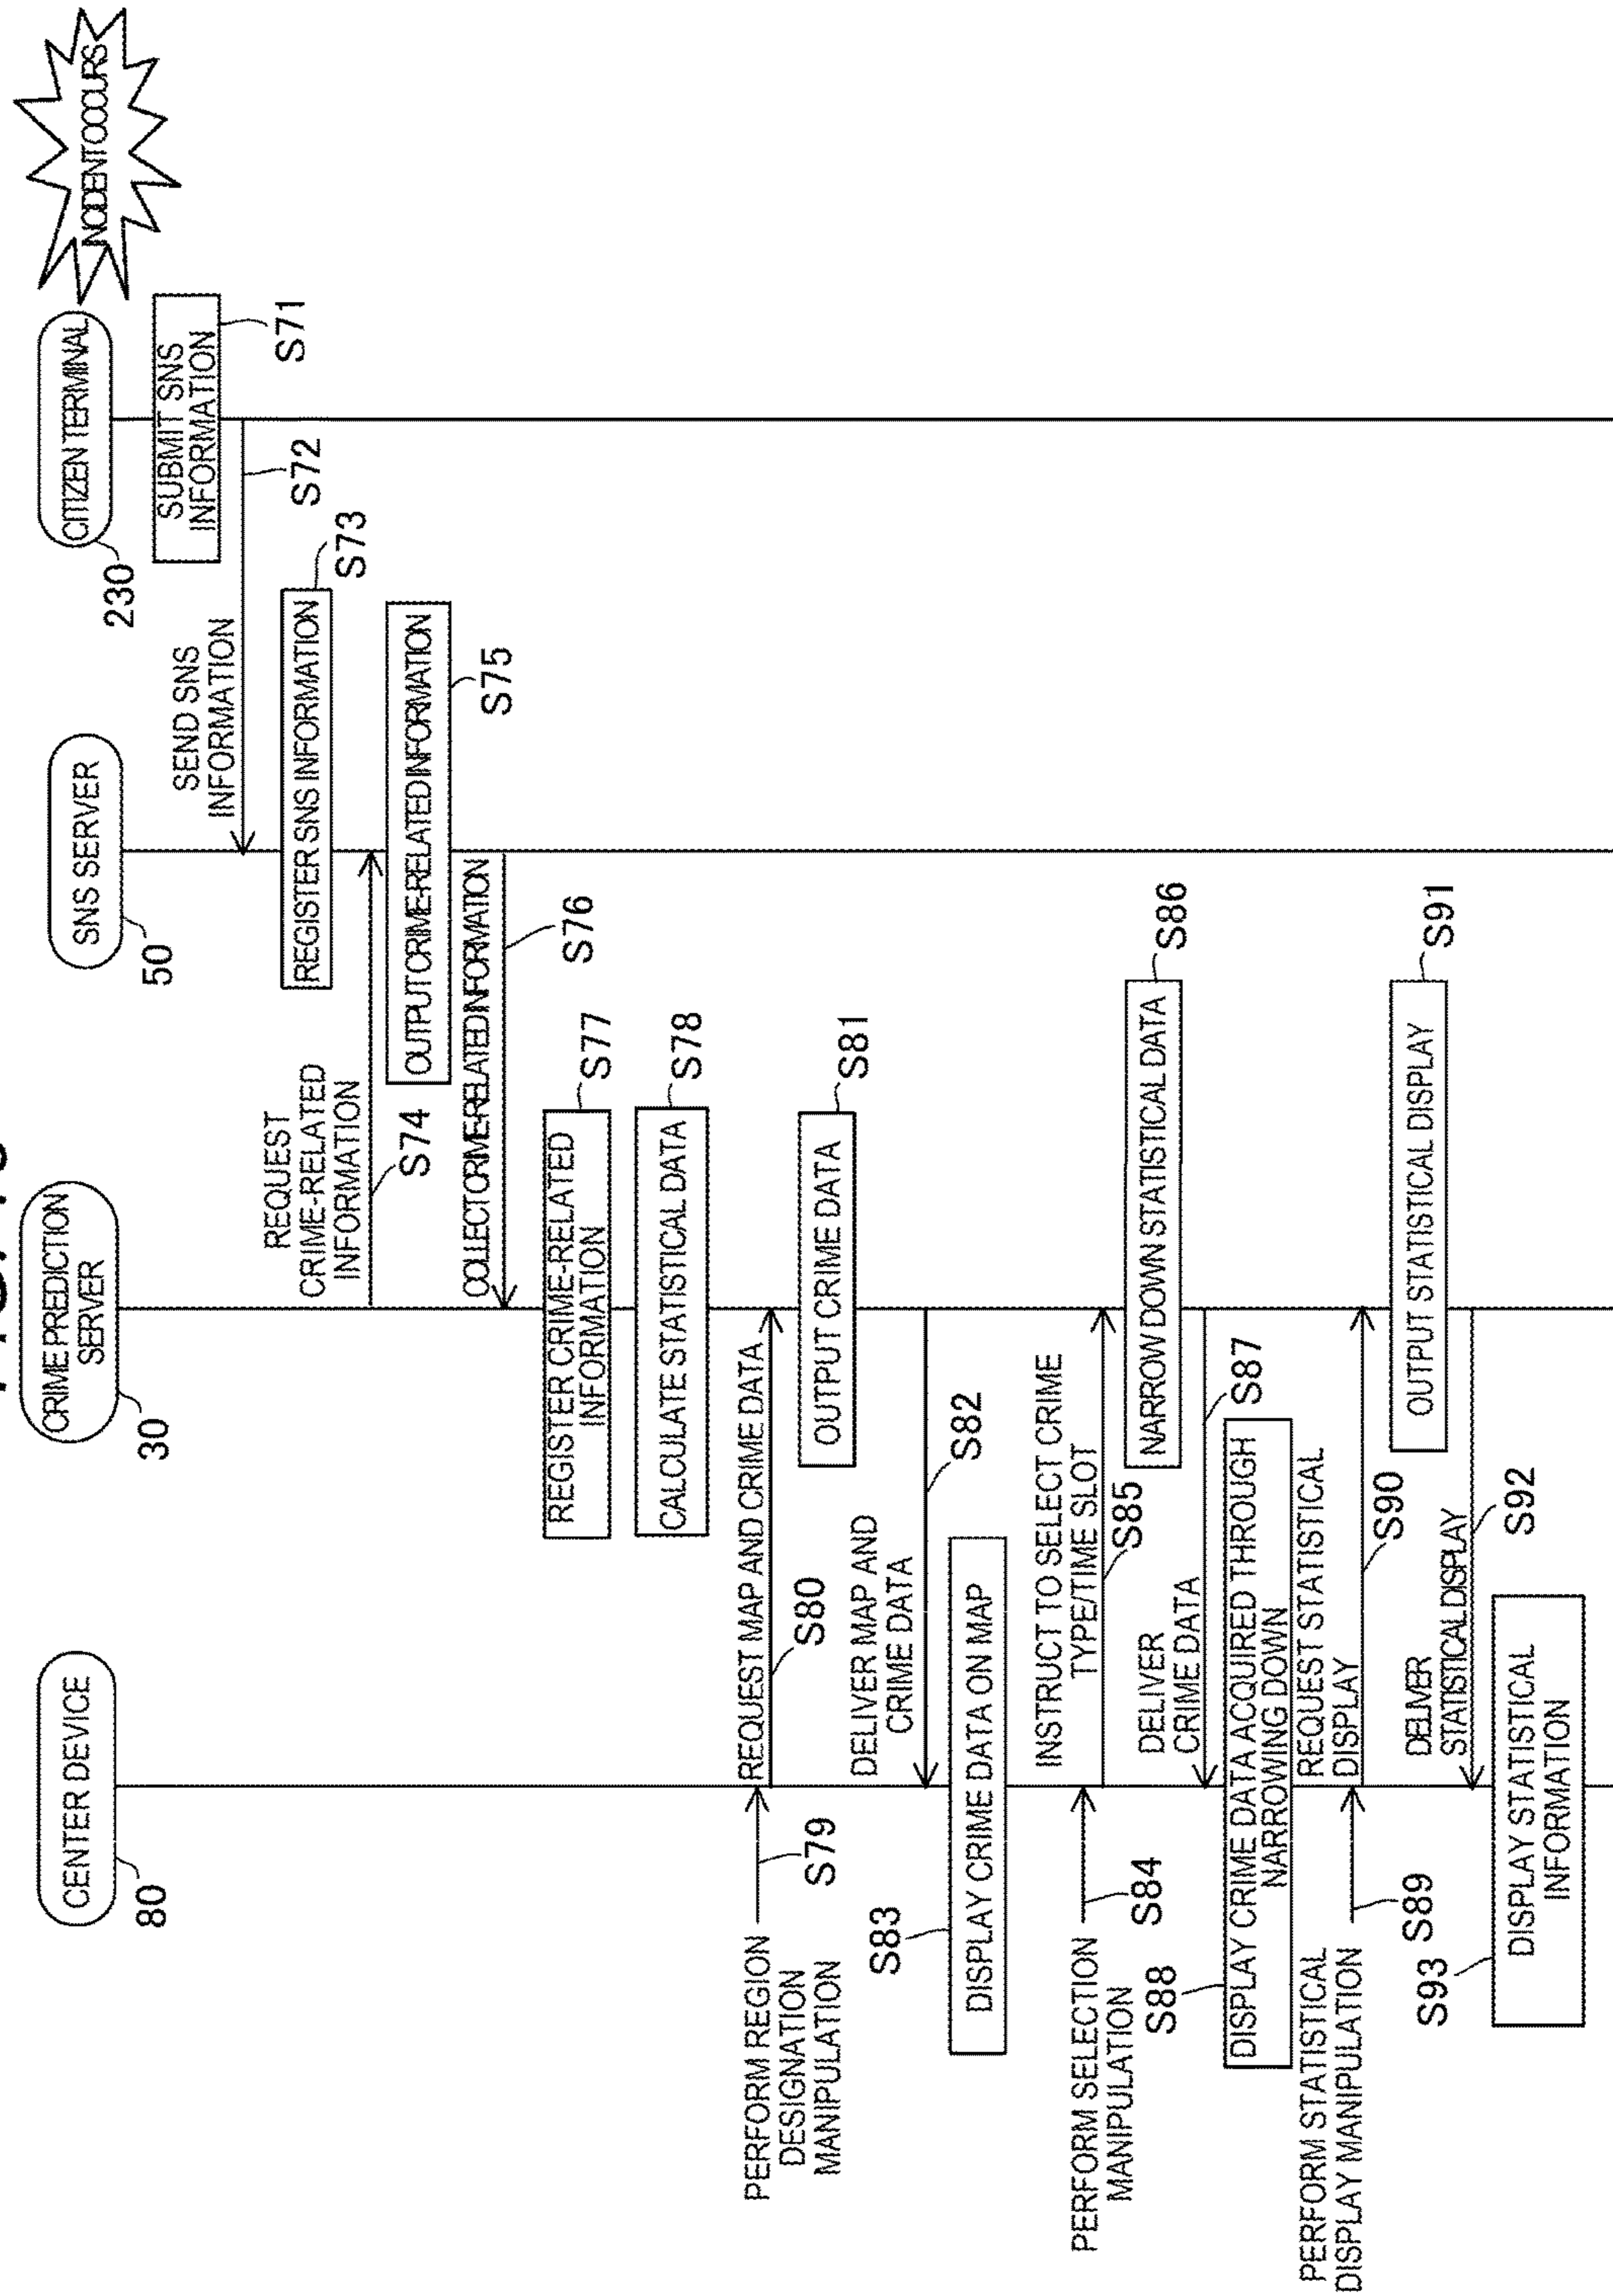 CENTER DEVICE
80
CRIME PREDICTION
SERVER
30
SNS SERVER
50
CITIZEN TERMINAL
230
SUBMIT SNS
INFORMATION
S71
SEND SNS
INFORMATION
S72
REGISTER SNS INFORMATION
S73
REQUEST
CRIME-RELATED
INFORMATION
S74
OUTPUT CRIME-RELATED INFORMATION
S75
COLLECT CRIME-RELATED INFORMATION
S76
REGISTER CRIME-RELATED
INFORMATION
S77
CALCULATE STATISTICAL DATA
S78
PERFORM REGION
DESIGNATION
MANIPULATION
S79
REQUEST MAP AND CRIME DATA
S80
OUTPUT CRIME DATA
S81
DELIVER MAP AND
CRIME DATA
S82
S83
DISPLAY CRIME DATA ON MAP
PERFORM SELECTION
MANIPULATION
S84
INSTRUCT TO SELECT CRIME
TYPE/TIME SLOT
S85
NARROW DOWN STATISTICAL DATA
S86
DELIVER
CRIME DATA
S87
S88
DISPLAY CRIME DATA ACQUIRED THROUGH
NARROWING DOWN
PERFORM STATISTICAL
DISPLAY MANIPULATION
S89
REQUEST STATISTICAL
DISPLAY
S90
OUTPUT STATISTICAL DISPLAY
S91
DELIVER
STATISTICAL DISPLAY
S92
S93
DISPLAY STATISTICAL
INFORMATION